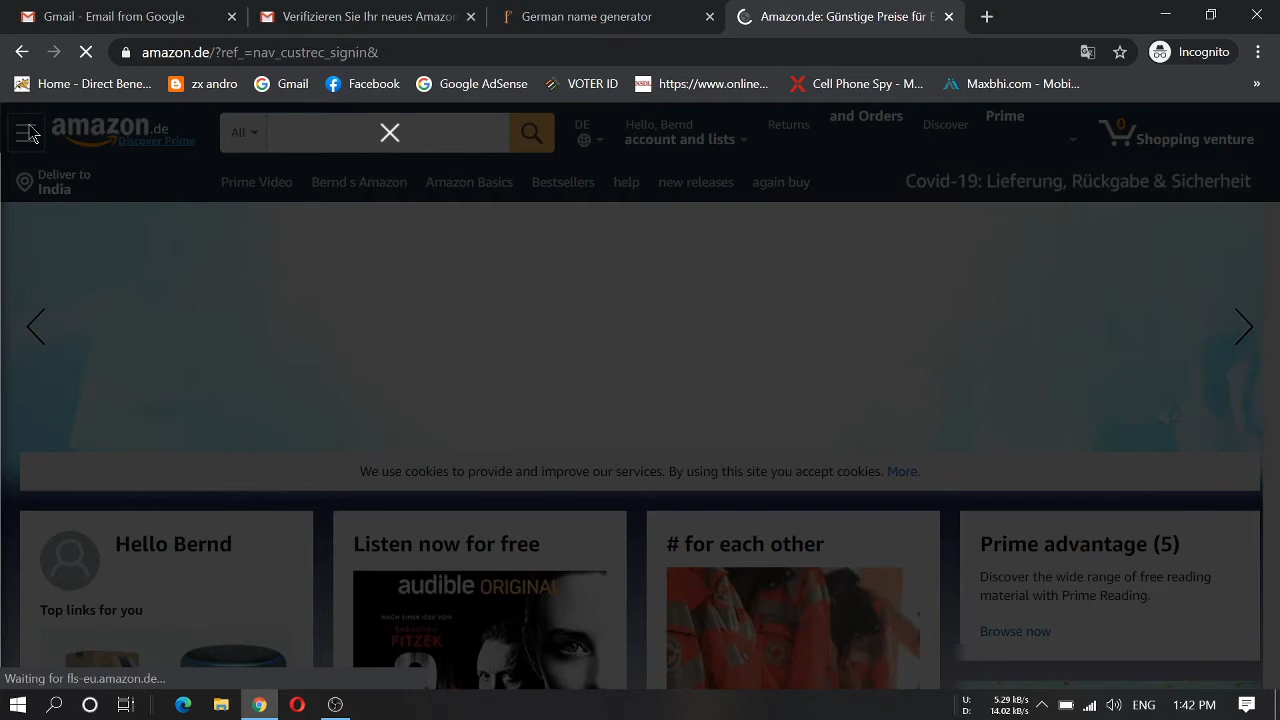 Gmail - Email from Google
Verifizieren Sie Ihr neues Amazon
German name generator
Amazon.de: Günstige Preise für E
amazon.de/?ref_=nav_custrec_signin&
Incognito
Home - Direct Bene...
zx andro
Gmail
Facebook
Google AdSense
VOTER ID
NSDL
https://www.online...
Cell Phone Spy - M...
Maxbhi.com - Mobi...
»
amazon.de
Discover Prime
All
DE
Hello, Bernd
account and lists
Returns
and Orders
Discover
Prime
0
Shopping venture
Deliver to
India
Prime Video
Bernd s Amazon
Amazon Basics
Bestsellers
help
new releases
again buy
Covid-19: Lieferung, Rückgabe & Sicherheit
We use cookies to provide and improve our services. By using this site you accept cookies. More.
Hello Bernd
Top links for you
Listen now for free
audible ORIGINAL
NACH EINER IDEE VON
Sebastian
FITZEK
# for each other
Prime advantage (5)
Discover the wide range of free reading
material with Prime Reading.
Browse now
Waiting for fls-eu.amazon.de...
U: 5.29 kB/s
D: 14.02 kB/s
ENG
1:42 PM